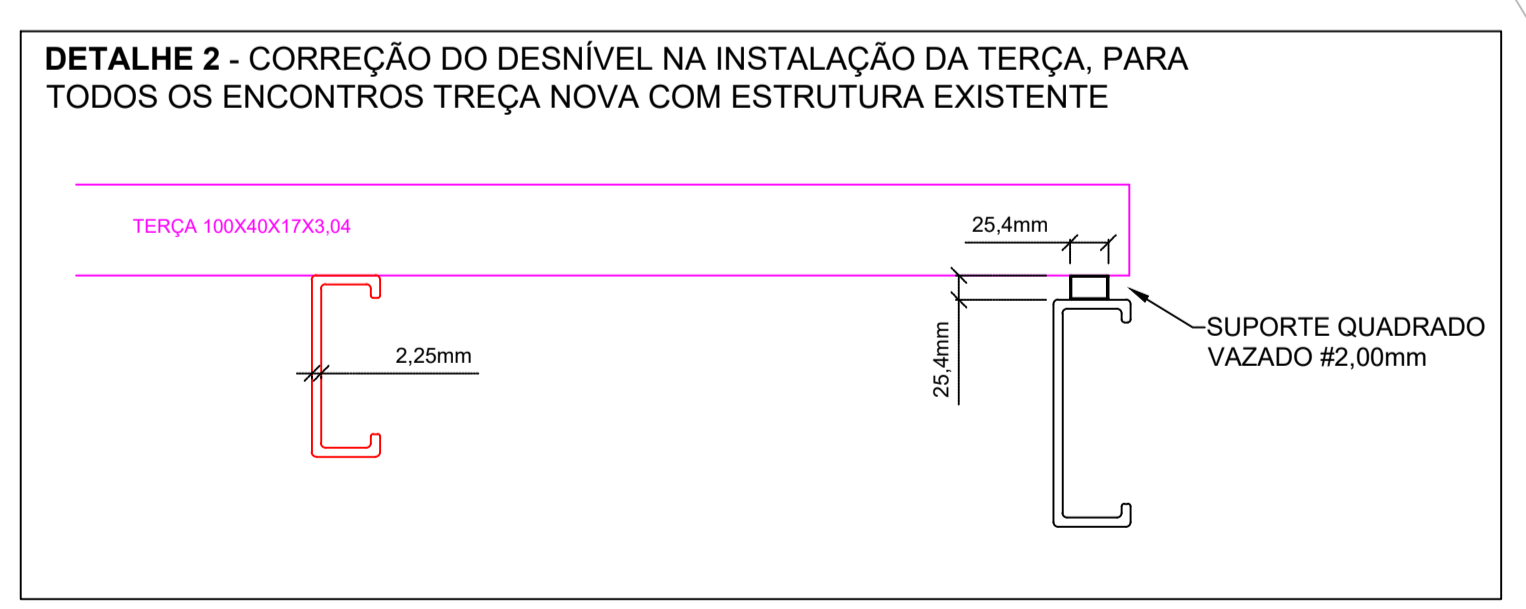 DETALHE 2 - CORREÇÃO DO DESNÍVEL NA INSTALAÇÃO DA TERÇA, PARA
TODOS OS ENCONTROS TREÇA NOVA COM ESTRUTURA EXISTENTE
TERÇA 100X40X17X3,04
25,4mm
2,25mm
25,4mm
SUPORTE QUADRADO
VAZADO #2,00mm